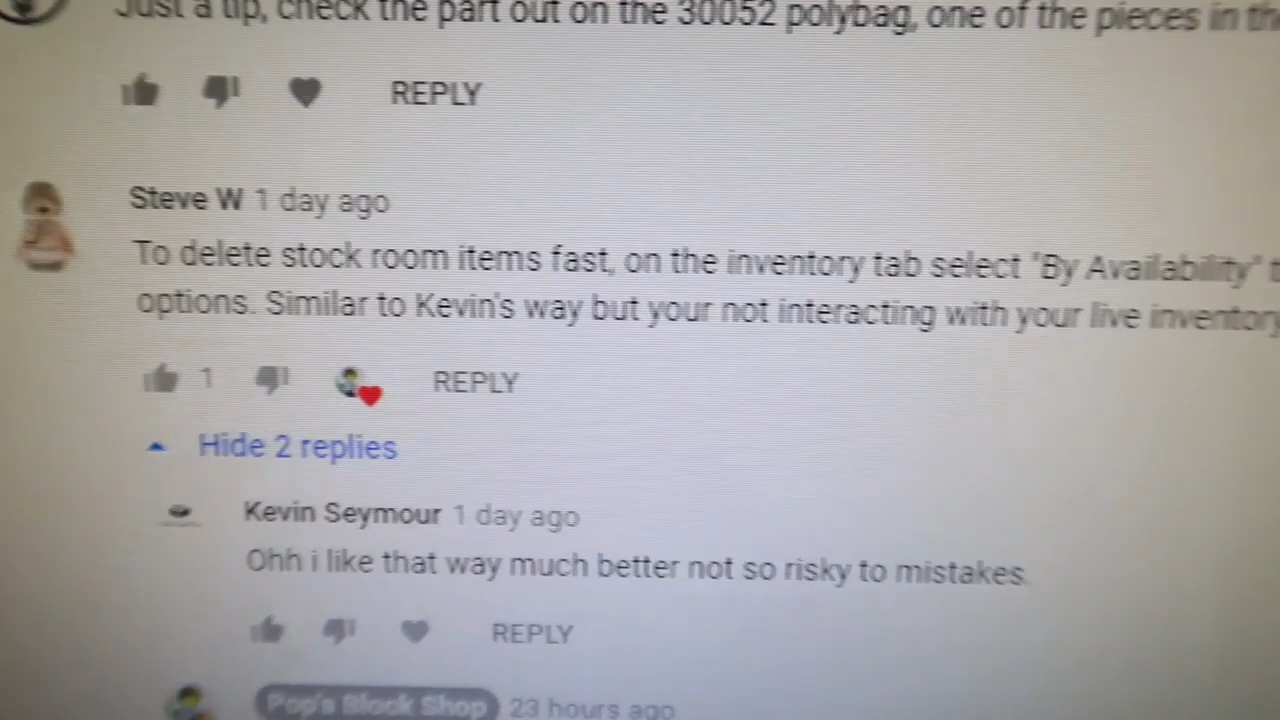 Just a tip, check the part out on the 30052 polybag, one of the pieces in
REPLY
Steve W 1 day ago
To delete stock room items fast, on the inventory tab select "By Availability"
options. Similar to Kevin's way but your not interacting with your live inventory
1 REPLY
Hide 2 replies
Kevin Seymour 1 day ago
Ohh i like that way much better not so risky to mistakes.
REPLY
Pop's Block Shop 23 hours ago